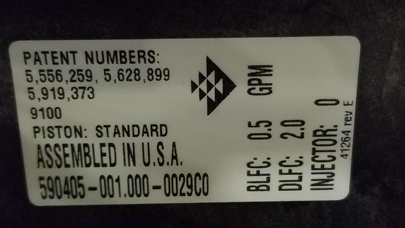 PATENT NUMBERS:
5,556,259, 5,628,899
5,919,373
9100
PISTON: STANDARD
ASSEMBLED IN U.S.A.
590405-001.000-0029C0
BLFC: 0.5 GPM
DLFC: 2.0
INJECTOR: 0
41264 rev E